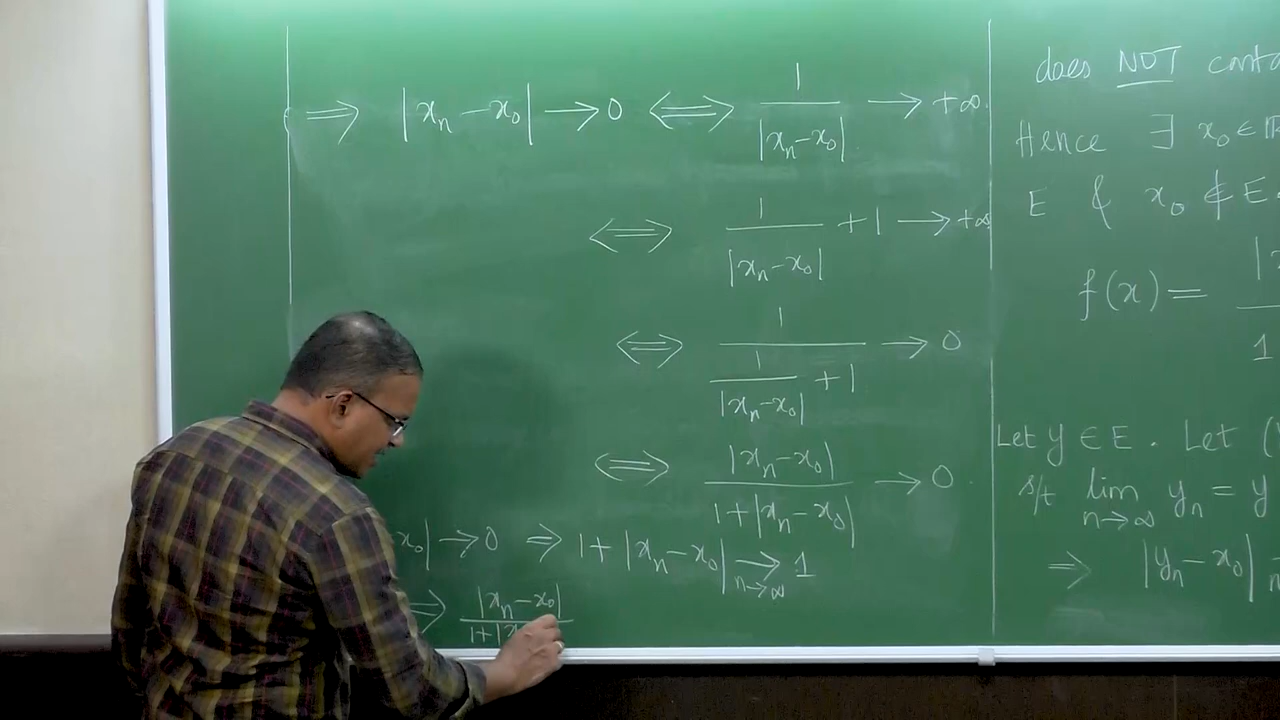 ⟹ |xₙ − x₀| → 0 ⟺ 1/|xₙ − x₀| → +∞.
⟺ 1/|xₙ − x₀| + 1 → +∞
⟺ 1/(1/|xₙ − x₀| + 1) → 0
⟺ |xₙ − x₀|/(1 + |xₙ − x₀|) → 0.
x₀| → 0 ⟹ 1 + |xₙ − x₀| → 1 n→∞
⟹ |xₙ − x₀|/1 + |x
does NOT
Hence ∃ x₀ ∈
E & x₀ ∉ E.
f(x) = 1
Let y ∈ E. Let (
s/t lim n→∞ yₙ = y
⟹ |yₙ − x₀|